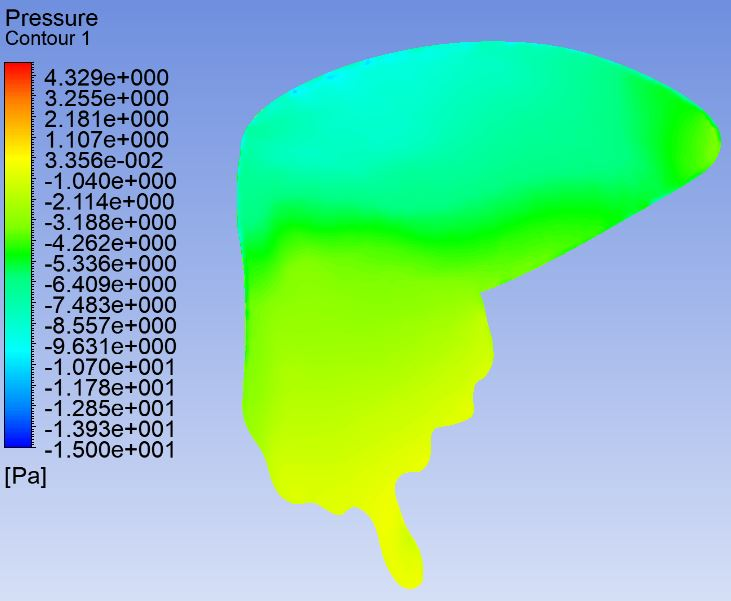 Pressure
Contour 1
4.329e+000
3.255e+000
2.181e+000
1.107e+000
3.356e-002
-1.040e+000
-2.114e+000
-3.188e+000
-4.262e+000
-5.336e+000
-6.409e+000
-7.483e+000
-8.557e+000
-9.631e+000
-1.070e+001
-1.178e+001
-1.285e+001
-1.393e+001
-1.500e+001
[Pa]